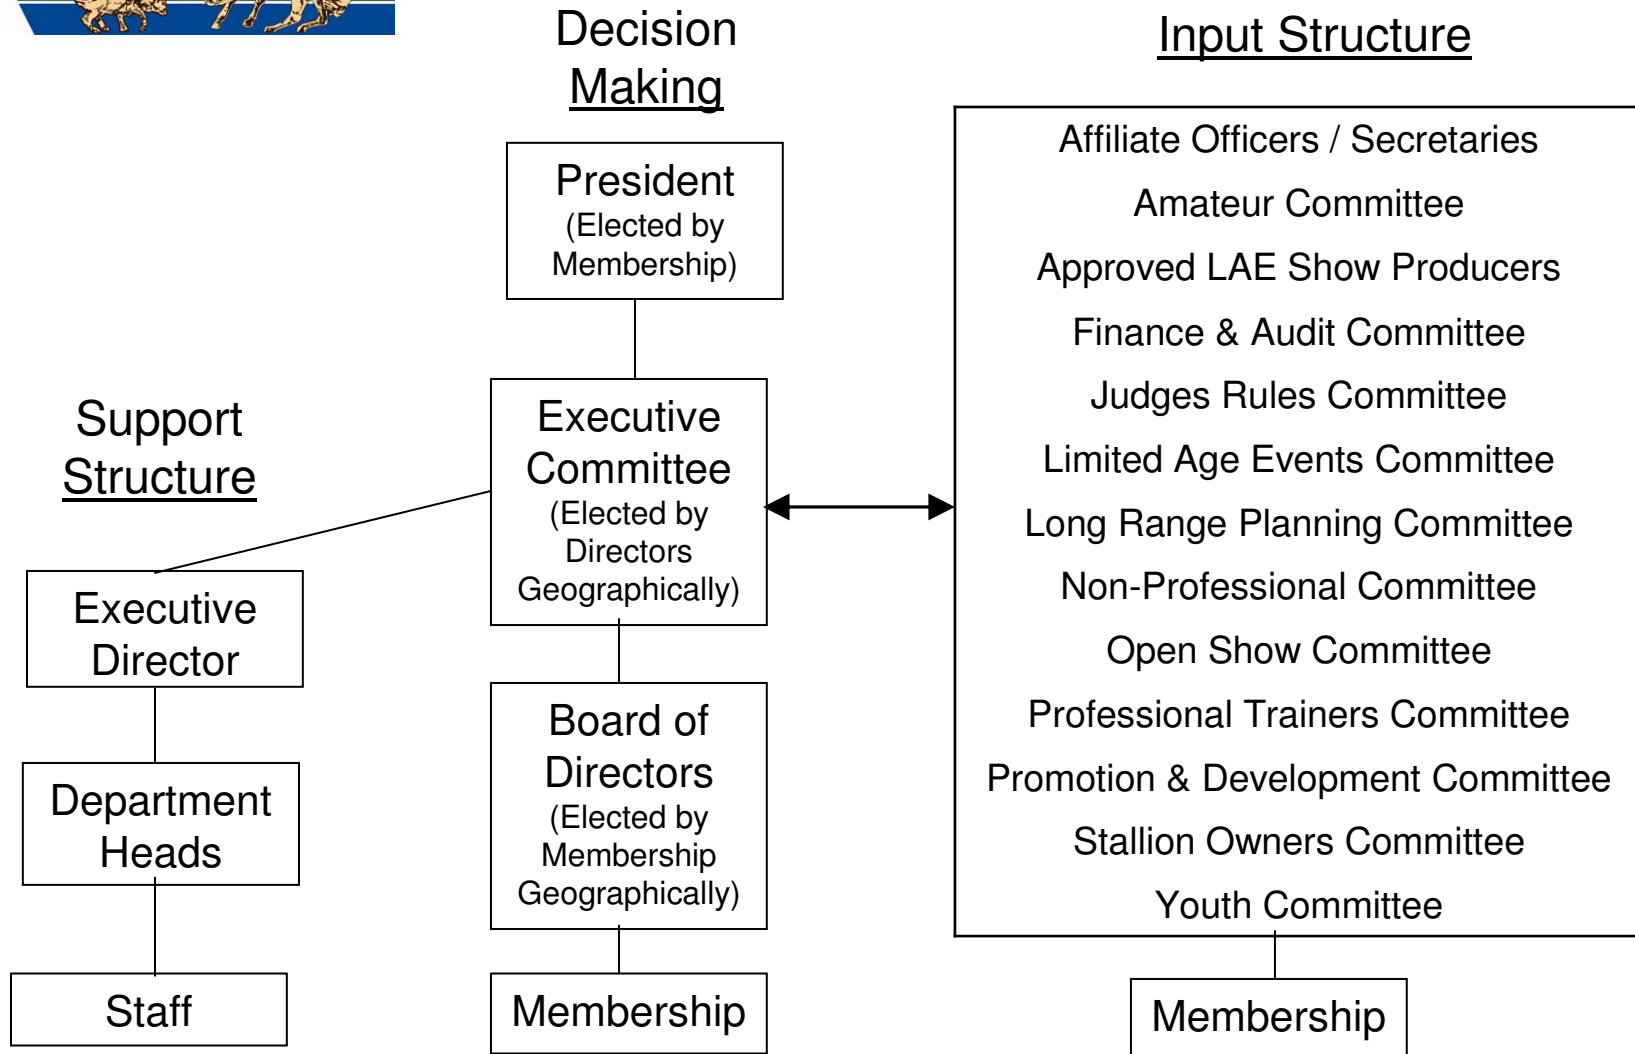 Decision
Making
President
(Elected by
Membership)
Executive
Committee
(Elected by
Directors
Geographically)
Board of
Directors
(Elected by
Membership
Geographically)
Membership
Support
Structure
Executive
Director
Department
Heads
Staff
Input Structure
Affiliate Officers / Secretaries
Amateur Committee
Approved LAE Show Producers
Finance & Audit Committee
Judges Rules Committee
Limited Age Events Committee
Long Range Planning Committee
Non-Professional Committee
Open Show Committee
Professional Trainers Committee
Promotion & Development Committee
Stallion Owners Committee
Youth Committee
Membership